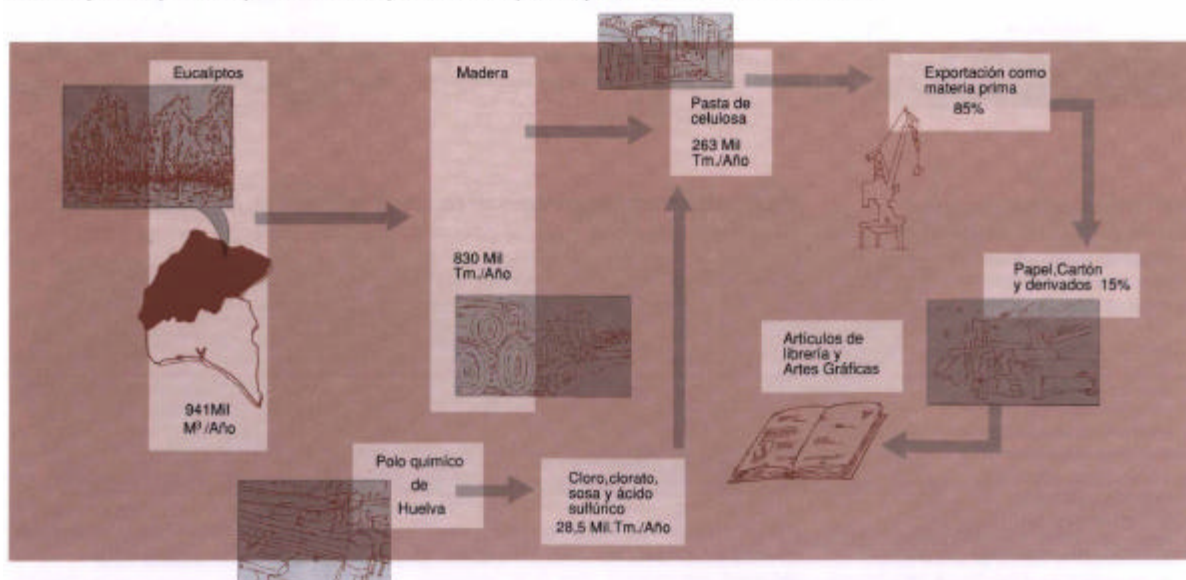 Eucaliptos
941Mil
M³/Año
Madera
830 Mil
Tm./Año
Pasta de
celulosa
263 Mil
Tm./Año
Exportación como
materia prima
85%
Papel,Cartón
y derivados 15%
Artículos de
librería y
Artes Gráficas
Polo quimico
de
Huelva
Cloro,clorato,
sosa y ácido
sulfúrico
28,5 Mil.Tm./Año